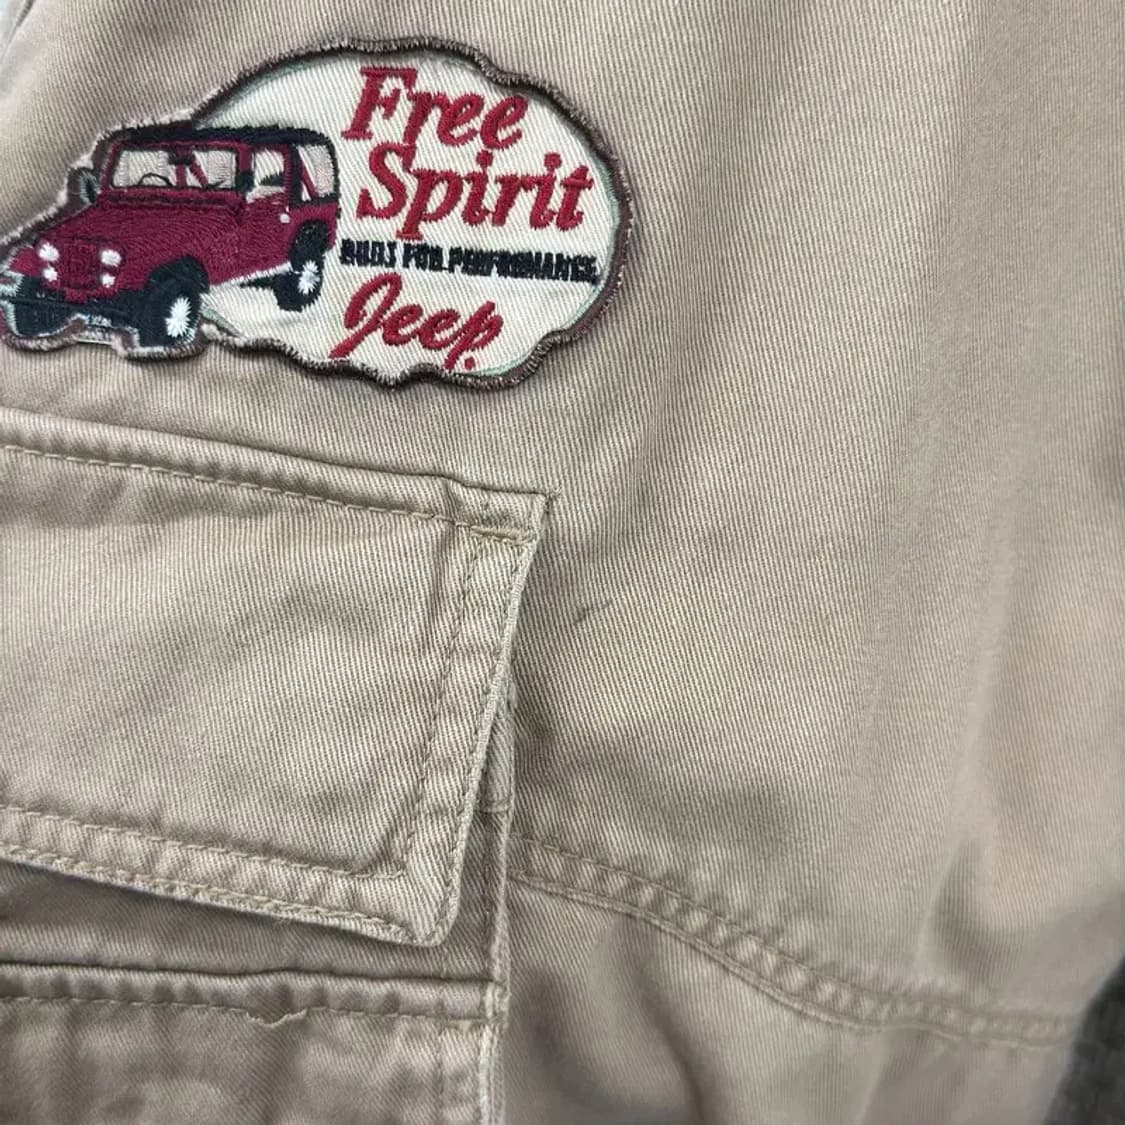 Free
Spirit
BUILT FOR PERFORMANCE
Jeep.